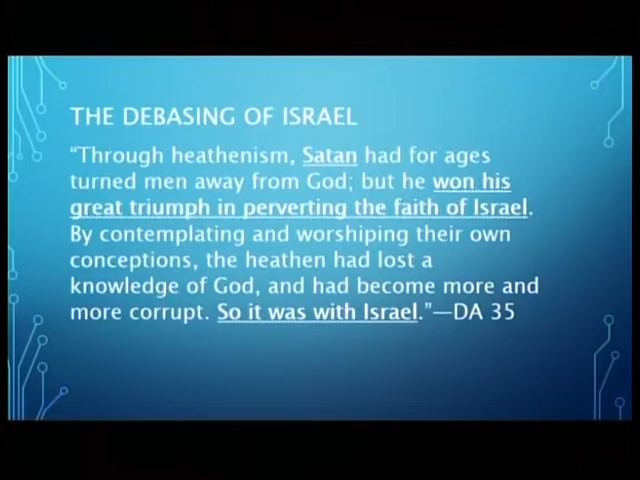 THE DEBASING OF ISRAEL
“Through heathenism, Satan had for ages
turned men away from God; but he won his
great triumph in perverting the faith of Israel.
By contemplating and worshiping their own
conceptions, the heathen had lost a
knowledge of God, and had become more and
more corrupt. So it was with Israel.”—DA 35